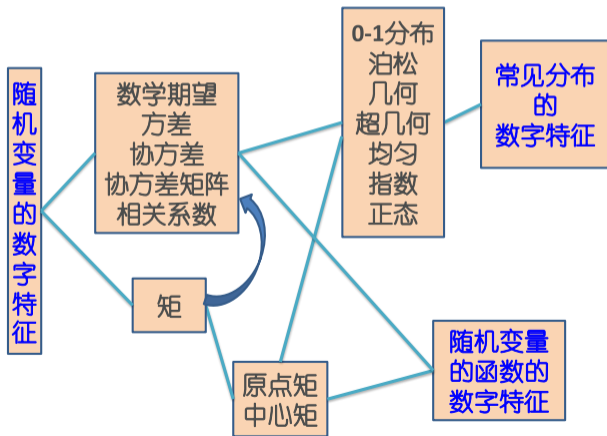 随机变量的数字特征
数学期望
方差
协方差
协方差矩阵
相关系数
矩
原点矩
中心矩
0-1分布
泊松
几何
超几何
均匀
指数
正态
常见分布
的
数字特征
随机变量
的函数的
数字特征